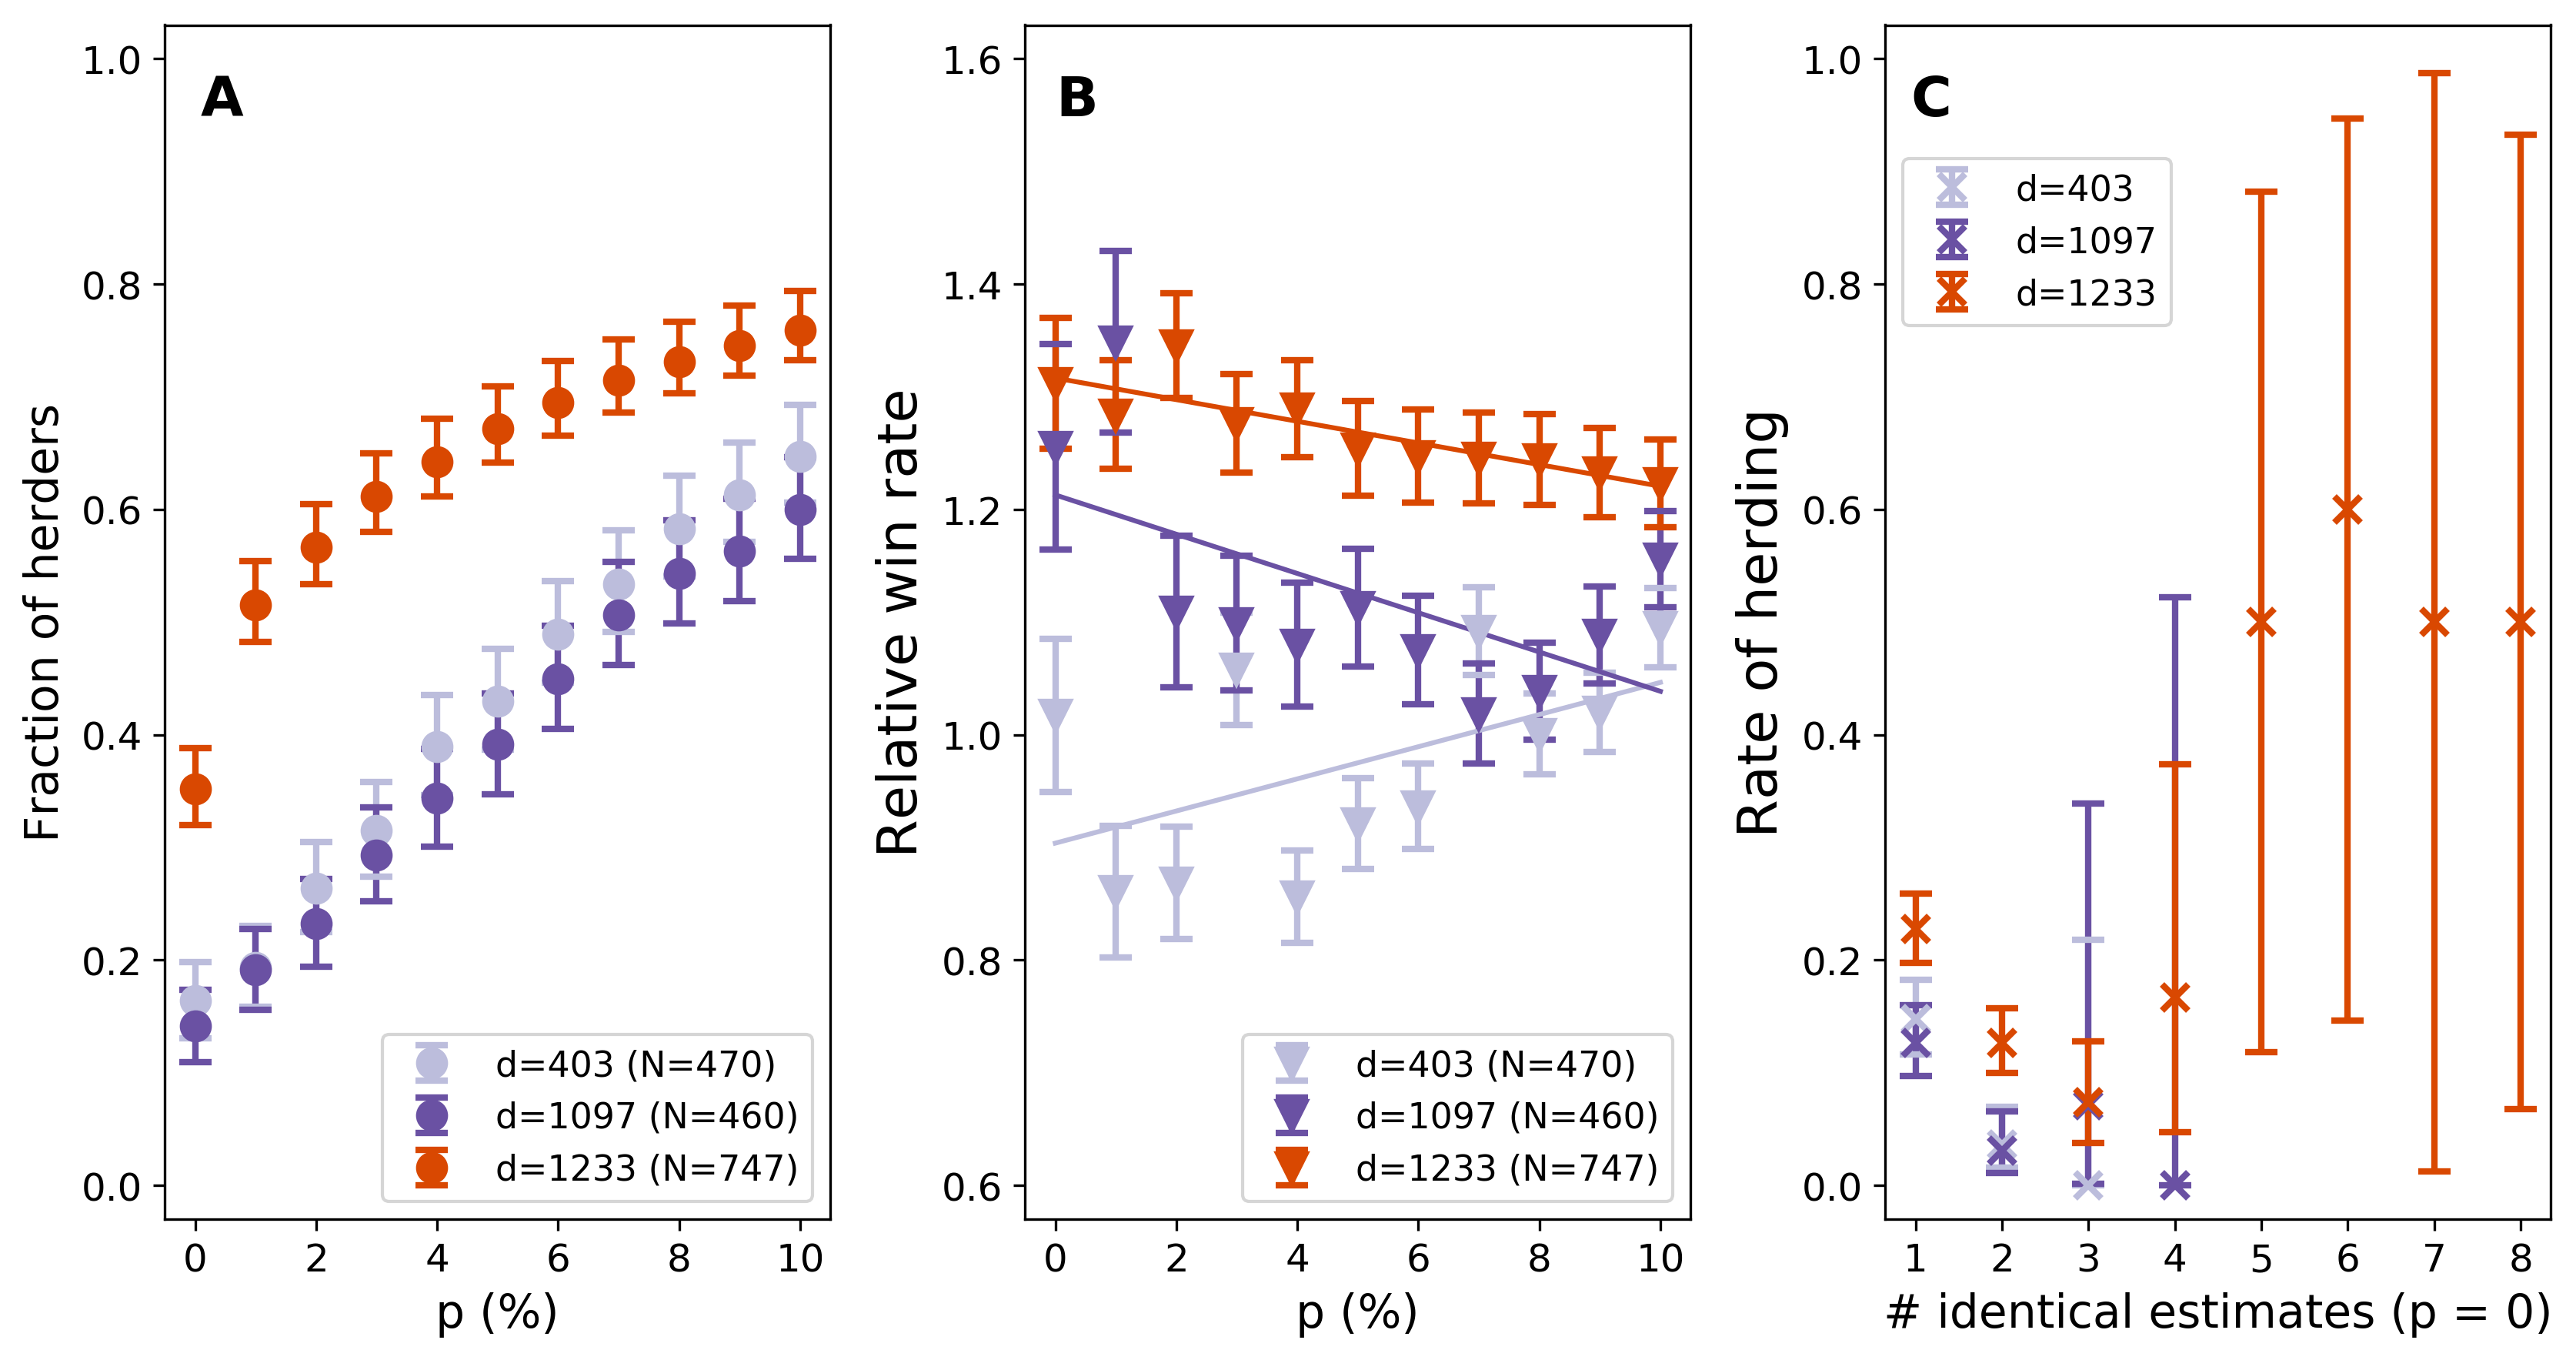 A
Fraction of herders
1.0
0.8
0.6
0.4
0.2
0.0
d=403 (N=470)
d=1097 (N=460)
d=1233 (N=747)
0 2 4 6 8 10
p (%)
B
Relative win rate
1.6
1.4
1.2
1.0
0.8
0.6
d=403 (N=470)
d=1097 (N=460)
d=1233 (N=747)
0 2 4 6 8 10
p (%)
C
Rate of herding
1.0
0.8
0.6
0.4
0.2
0.0
d=403
d=1097
d=1233
1 2 3 4 5 6 7 8
# identical estimates (p = 0)